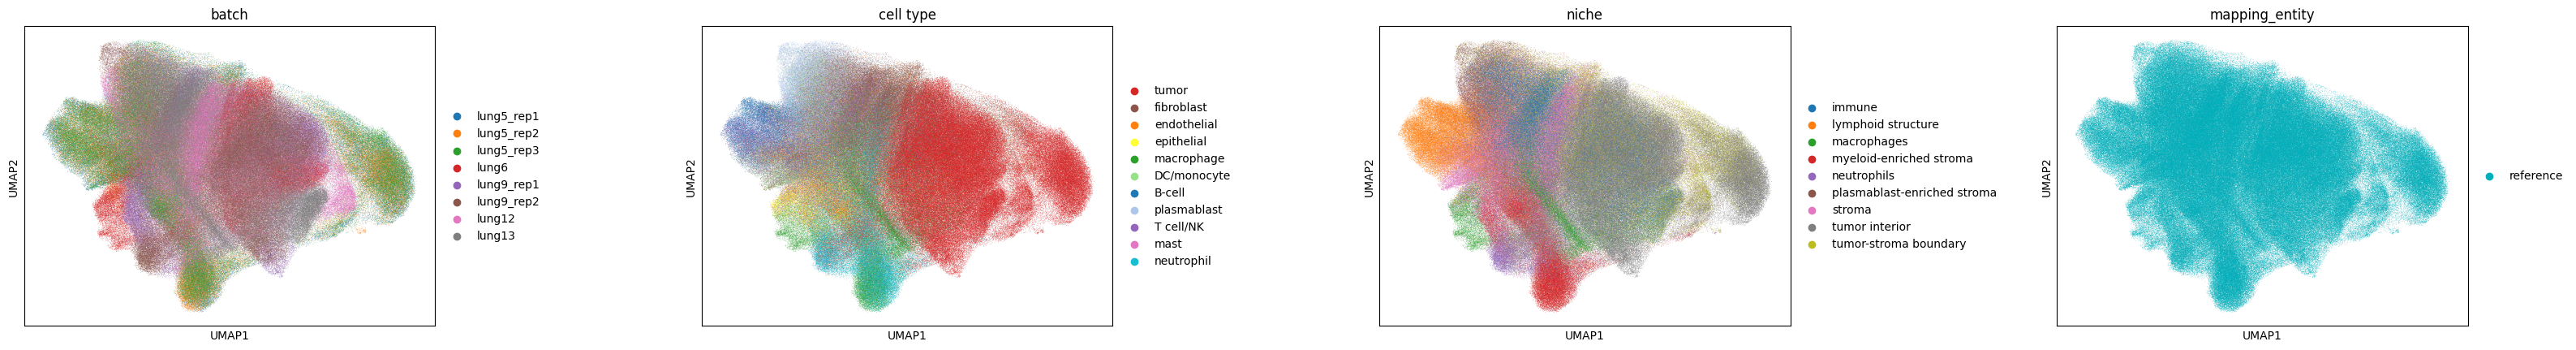 batch
UMAP2
UMAP1
lung5_rep1
lung5_rep2
lung5_rep3
lung6
lung9_rep1
lung9_rep2
lung12
lung13
cell type
UMAP2
UMAP1
tumor
fibroblast
endothelial
epithelial
macrophage
DC/monocyte
B-cell
plasmablast
T cell/NK
mast
neutrophil
niche
UMAP2
UMAP1
immune
lymphoid structure
macrophages
myeloid-enriched stroma
neutrophils
plasmablast-enriched stroma
stroma
tumor interior
tumor-stroma boundary
mapping_entity
UMAP2
UMAP1
reference